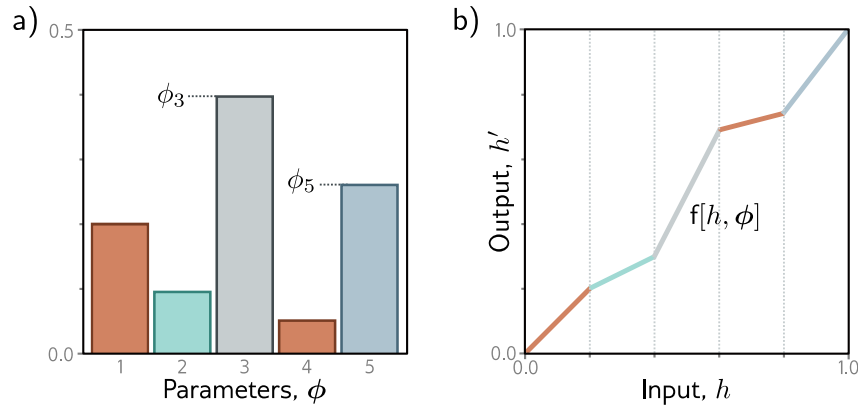 a)
0.5
ϕ₃
ϕ₅
0.0
1 2 3 4 5
Parameters, ϕ
b)
1.0
Output, h′
f[h, ϕ]
0.0
0.0 1.0
Input, h